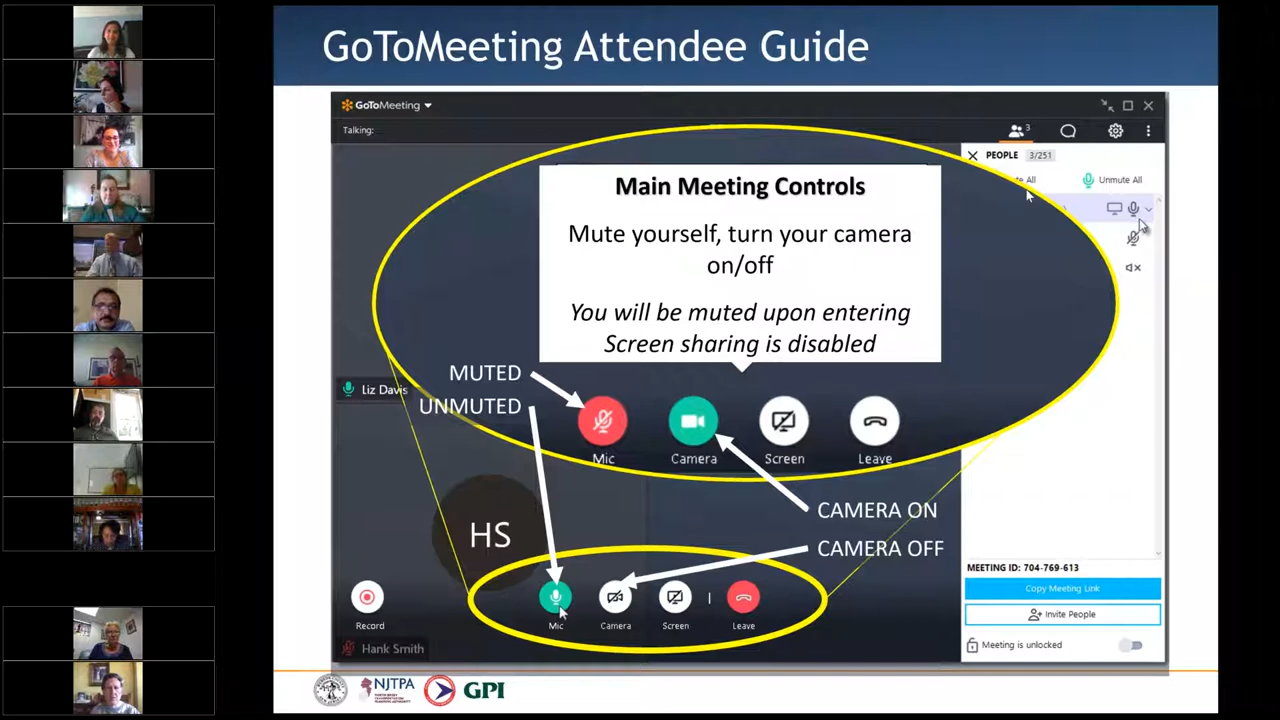 GoToMeeting Attendee Guide
GoToMeeting
Talking:
3
PEOPLE 3/251
te All
Unmute All
Main Meeting Controls
Mute yourself, turn your camera
on/off
You will be muted upon entering
Screen sharing is disabled
MUTED
Liz Davis
UNMUTED
Mic
Camera
Screen
Leave
CAMERA ON
HS
CAMERA OFF
MEETING ID: 704-769-613
Copy Meeting Link
Invite People
Record
Mic
Camera
Screen
Leave
Hank Smith
Meeting is unlocked
NJTPA
GPI